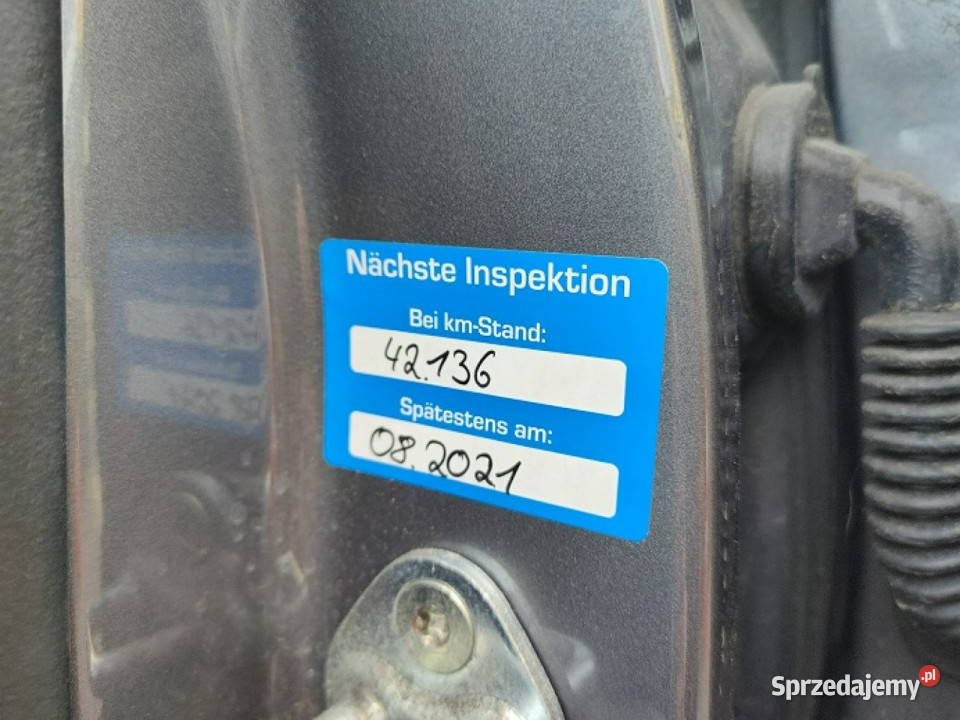 Nächste Inspektion
Bei km-Stand:
42.136
Spätestens am:
08.2021
Sprzedajemy.pl